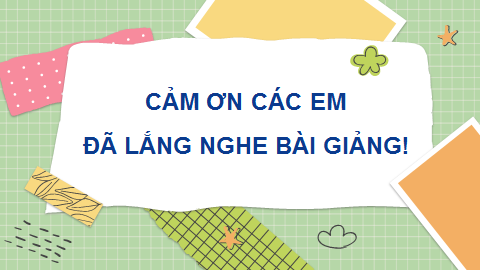 CẢM ƠN CÁC EM
ĐÃ LẮNG NGHE BÀI GIẢNG!